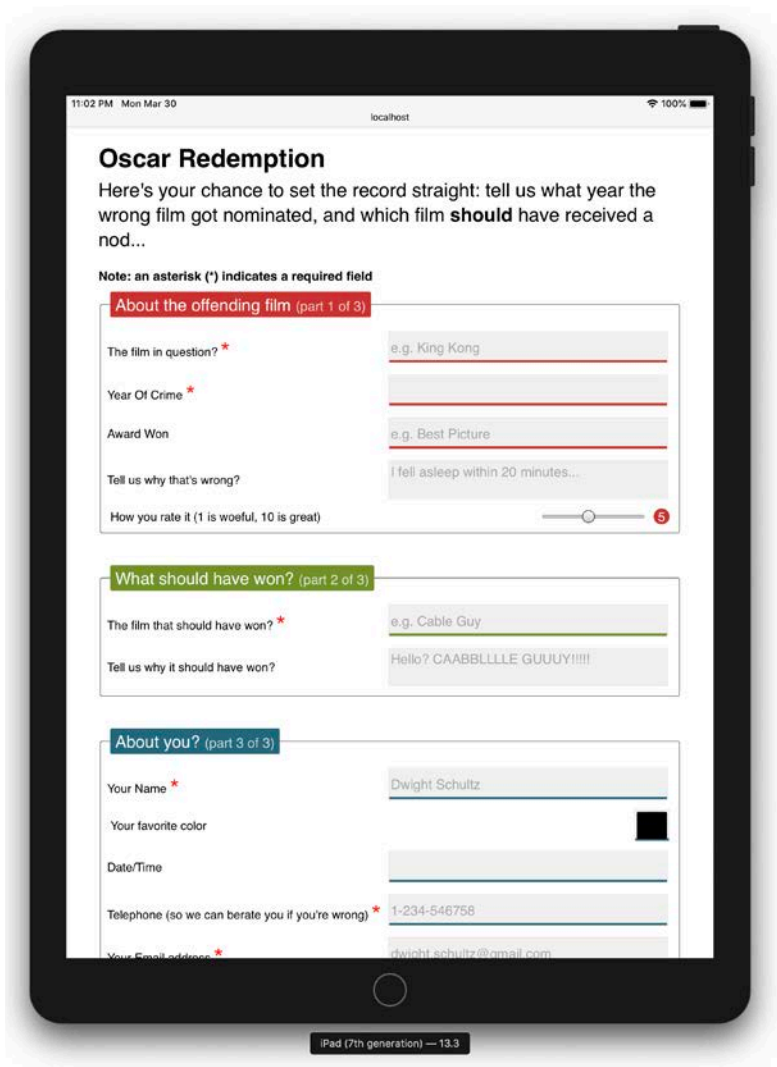 11:02 PM Mon Mar 30
100%
localhost
Oscar Redemption
Here's your chance to set the record straight: tell us what year the
wrong film got nominated, and which film should have received a
nod...
Note: an asterisk (*) indicates a required field
About the offending film (part 1 of 3)
The film in question? *
e.g. King Kong
Year Of Crime *
Award Won
e.g. Best Picture
Tell us why that's wrong?
I fell asleep within 20 minutes...
How you rate it (1 is woeful, 10 is great)
5
What should have won? (part 2 of 3)
The film that should have won? *
e.g. Cable Guy
Tell us why it should have won?
Hello? CAABBLLLLE GUUUY!!!!!
About you? (part 3 of 3)
Your Name *
Dwight Schultz
Your favorite color
Date/Time
Telephone (so we can berate you if you're wrong) *
1-234-546758
Your Email address *
dwight.schultz@gmail.com
iPad (7th generation) — 13.3